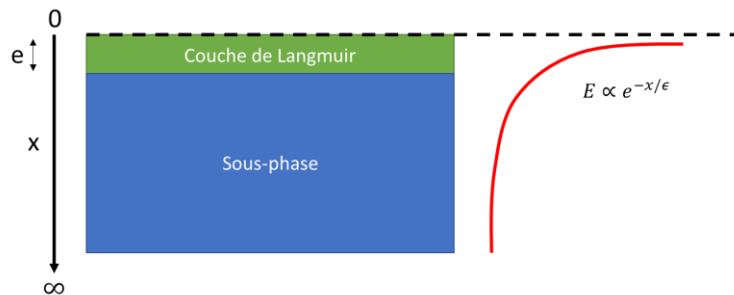 0
e
Couche de Langmuir
E ∝ e^{-x/ϵ}
x
Sous-phase
∞